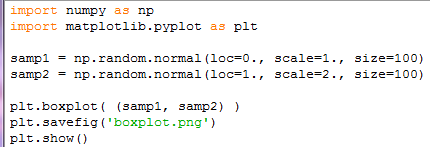 import numpy as np
import matplotlib.pyplot as plt
samp1 = np.random.normal(loc=0., scale=1., size=100)
samp2 = np.random.normal(loc=1., scale=2., size=100)
plt.boxplot( (samp1, samp2) )
plt.savefig('boxplot.png')
plt.show()